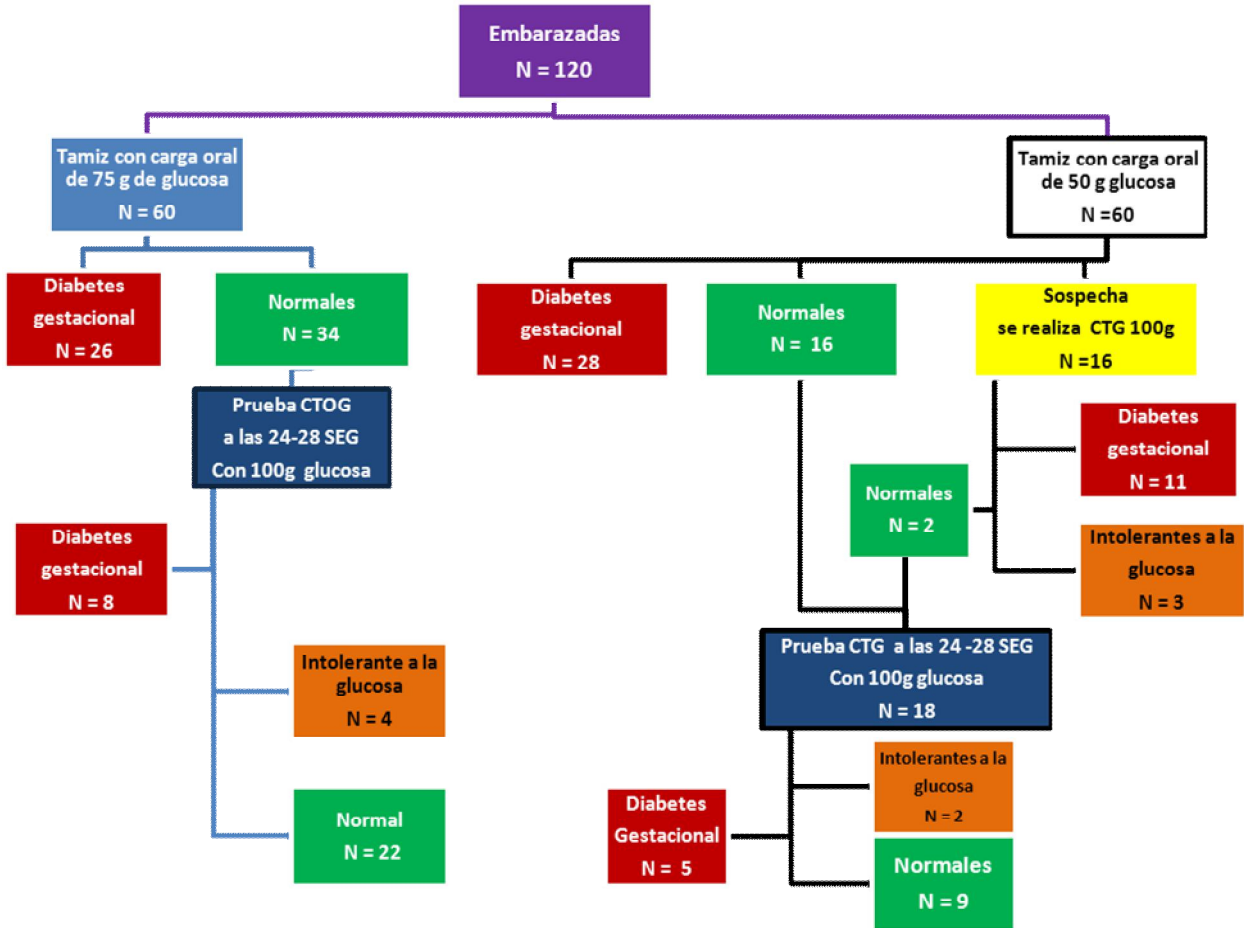 Embarazadas
N = 120
Tamiz con carga oral
de 75 g de glucosa
N = 60
Tamiz con carga oral
de 50 g glucosa
N =60
Diabetes
gestacional
N = 26
Normales
N = 34
Diabetes
gestacional
N = 28
Normales
N = 16
Sospecha
se realiza CTG 100g
N =16
Prueba CTOG
a las 24-28 SEG
Con 100g glucosa
Diabetes
gestacional
N = 11
Normales
N = 2
Intolerantes a la
glucosa
N = 3
Diabetes
gestacional
N = 8
Intolerante a la
glucosa
N = 4
Prueba CTG a las 24 -28 SEG
Con 100g glucosa
N = 18
Normal
N = 22
Intolerantes a la
glucosa
N = 2
Diabetes
Gestacional
N = 5
Normales
N = 9